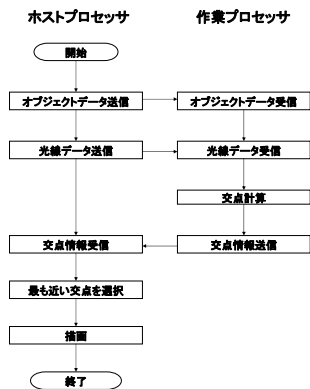 ホストプロセッサ
作業プロセッサ
開始
オブジェクトデータ送信
オブジェクトデータ受信
光線データ送信
光線データ受信
交点計算
交点情報受信
交点情報送信
最も近い交点を選択
描画
終了